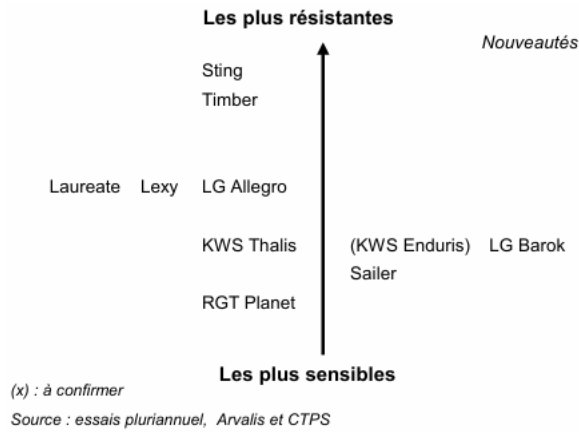 Les plus résistantes
Nouveautés
Sting
Timber
Laureate Lexy LG Allegro
KWS Thalis (KWS Enduris) LG Barok
Sailer
RGT Planet
Les plus sensibles
(x) : à confirmer
Source : essais pluriannuel, Arvalis et CTPS